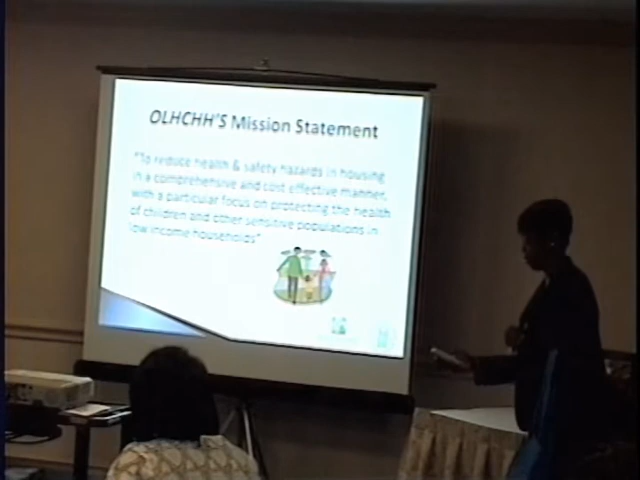 OLHCHH'S Mission Statement
"To reduce health & safety hazards in housing
in a comprehensive and cost effective manner,
with a particular focus on protecting the health
of children and other sensitive populations in
low income households"